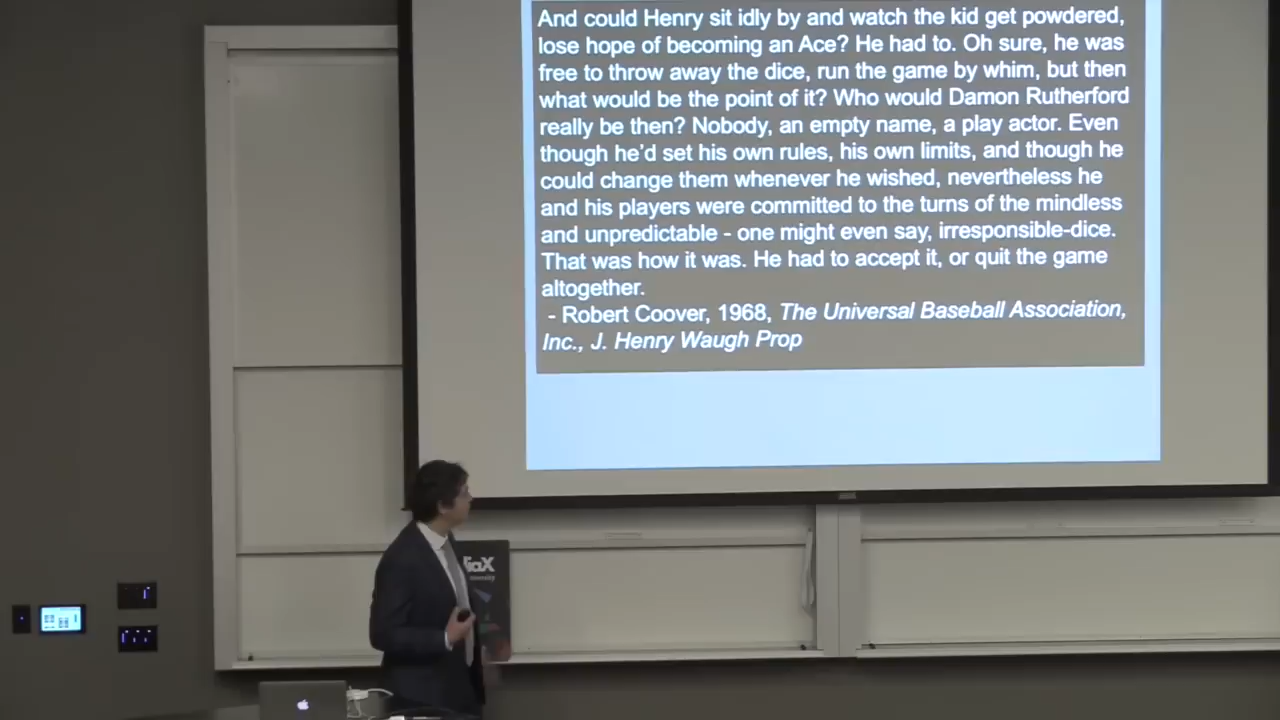 And could Henry sit idly by and watch the kid get powdered,
lose hope of becoming an Ace? He had to. Oh sure, he was
free to throw away the dice, run the game by whim, but then
what would be the point of it? Who would Damon Rutherford
really be then? Nobody, an empty name, a play actor. Even
though he'd set his own rules, his own limits, and though he
could change them whenever he wished, nevertheless he
and his players were committed to the turns of the mindless
and unpredictable - one might even say, irresponsible-dice.
That was how it was. He had to accept it, or quit the game
altogether.
- Robert Coover, 1968, The Universal Baseball Association,
Inc., J. Henry Waugh Prop